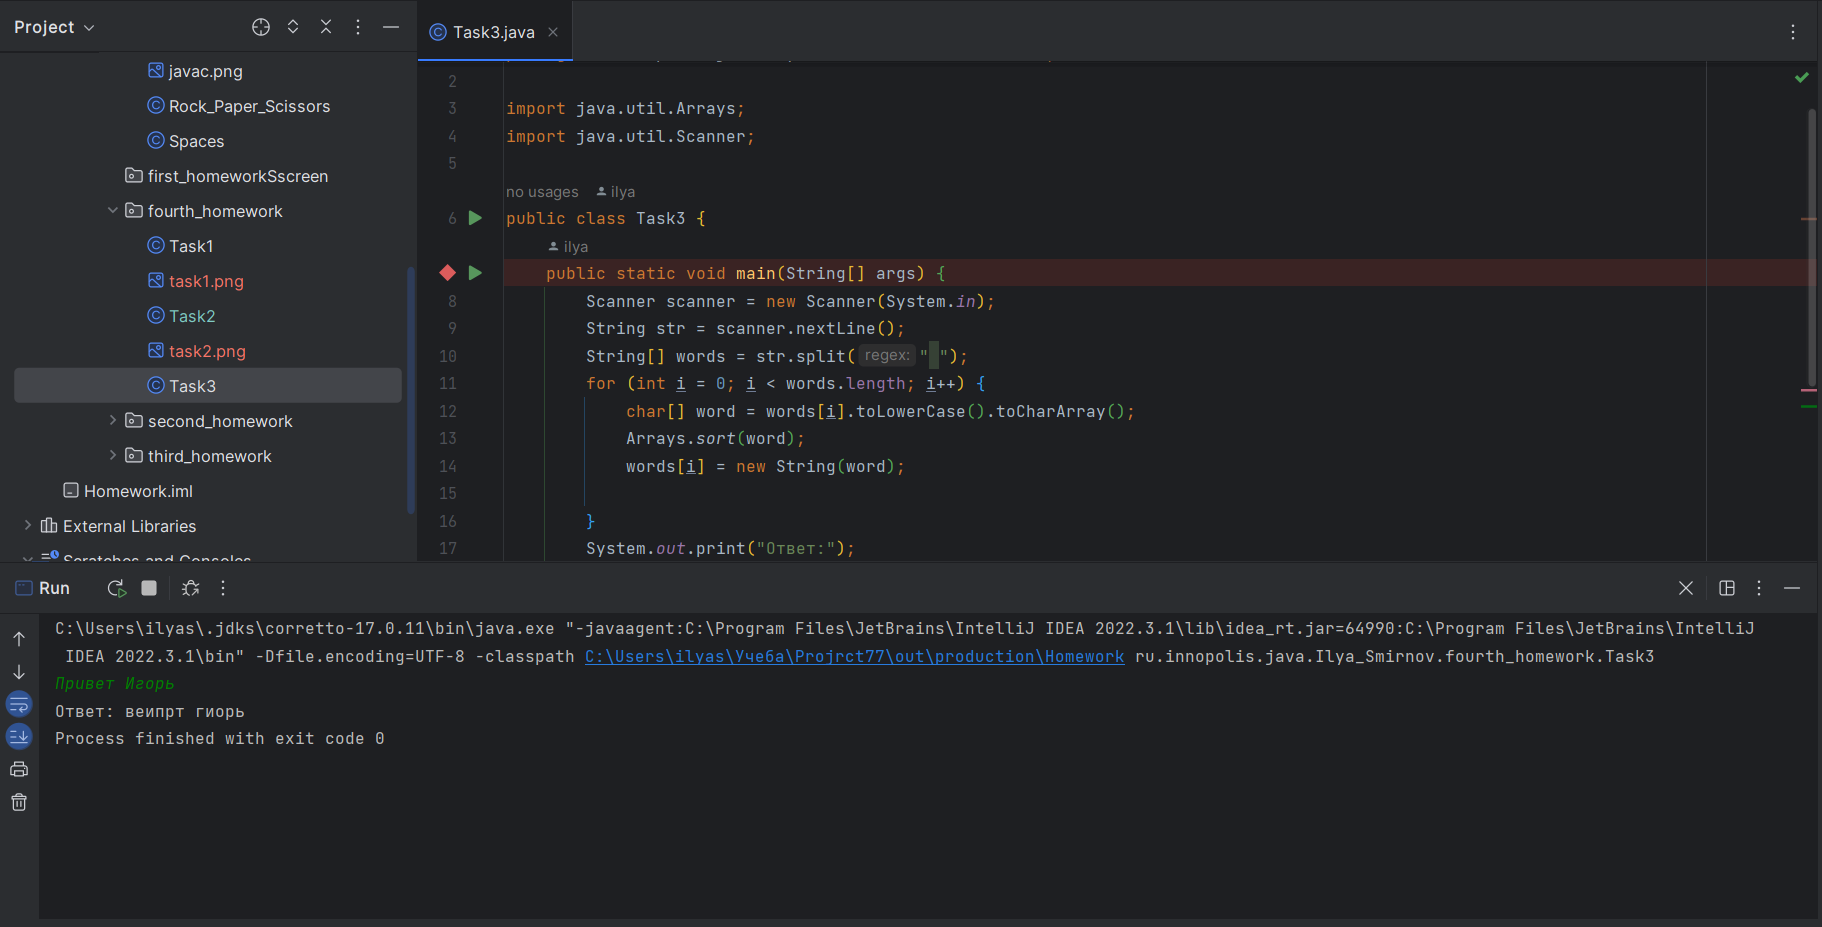 Project
javac.png
Rock_Paper_Scissors
Spaces
first_homeworkSscreen
fourth_homework
Task1
task1.png
Task2
task2.png
Task3
second_homework
third_homework
Homework.iml
External Libraries
Scratches and Consoles
Task3.java
2
3 import java.util.Arrays;
4 import java.util.Scanner;
5
no usages ilya
6 public class Task3 {
ilya
public static void main(String[] args) {
8 Scanner scanner = new Scanner(System.in);
9 String str = scanner.nextLine();
10 String[] words = str.split( regex: " ");
11 for (int i = 0; i < words.length; i++) {
12 char[] word = words[i].toLowerCase().toCharArray();
13 Arrays.sort(word);
14 words[i] = new String(word);
15
16 }
17 System.out.print("Ответ:");
Run
C:\Users\ilyas\.jdks\corretto-17.0.11\bin\java.exe "-javaagent:C:\Program Files\JetBrains\IntelliJ IDEA 2022.3.1\lib\idea_rt.jar=64990:C:\Program Files\JetBrains\IntelliJ
IDEA 2022.3.1\bin" -Dfile.encoding=UTF-8 -classpath C:\Users\ilyas\Учеба\Projrct77\out\production\Homework ru.innopolis.java.Ilya_Smirnov.fourth_homework.Task3
Привет Игорь
Ответ: веипрт гиорь
Process finished with exit code 0